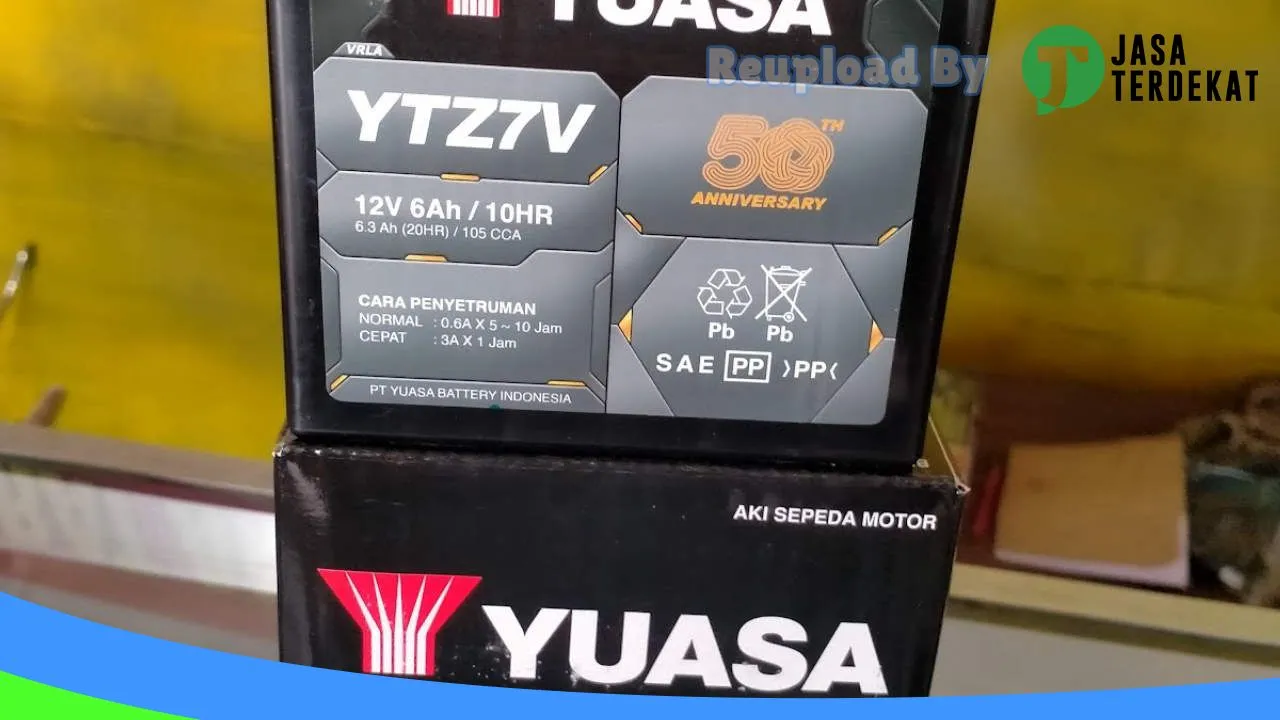 YUASA
VRLA
YTZ7V
12V 6Ah / 10HR
6.3 Ah (20HR) / 105 CCA
CARA PENYETRUMAN
NORMAL : 0.6A X 5 ~ 10 Jam
CEPAT : 3A X 1 Jam
PT YUASA BATTERY INDONESIA
50TH
ANNIVERSARY
Pb Pb
SAE PP >PP<
Reupload By
JASA
TERDEKAT
AKI SEPEDA MOTOR
YUASA